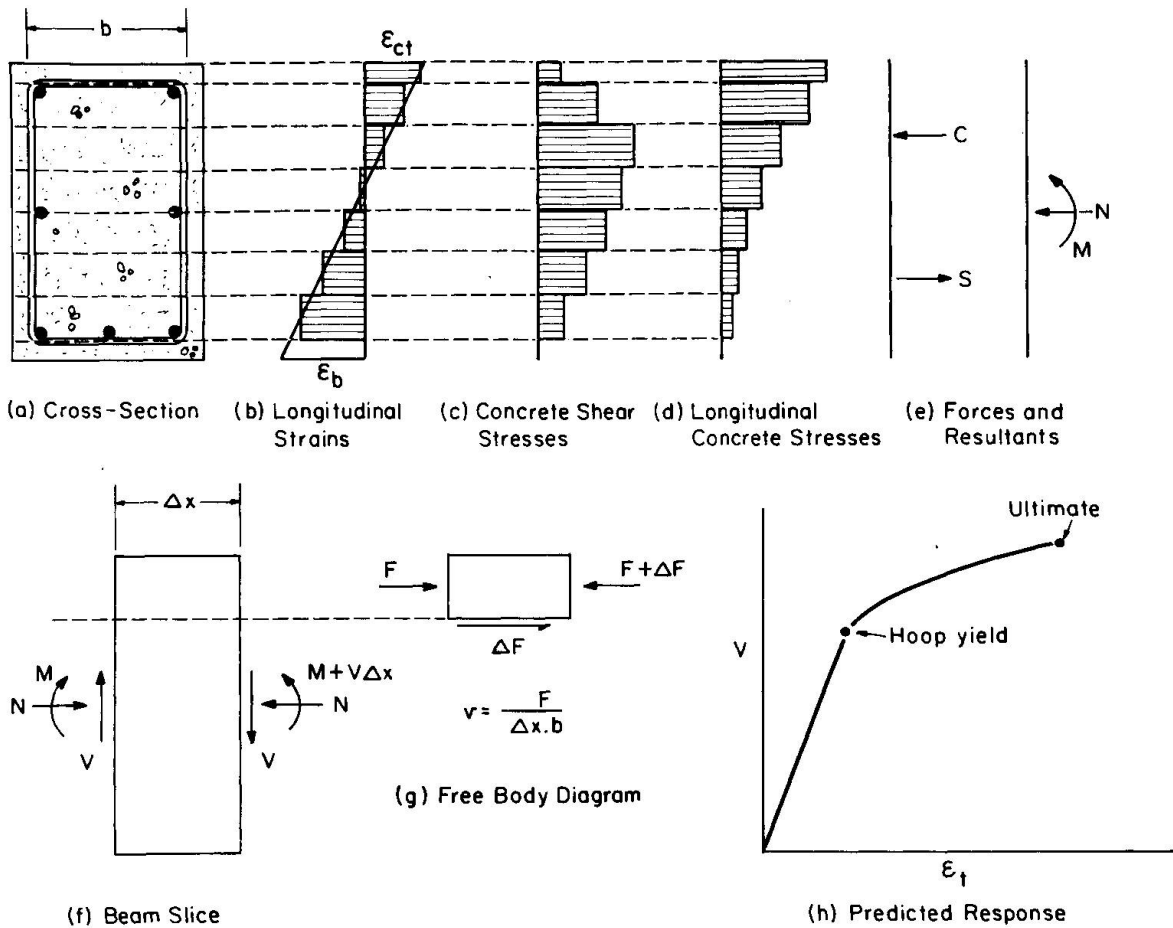 b
εct
C
N
M
S
εb
(a) Cross-Section
(b) Longitudinal
Strains
(c) Concrete Shear
Stresses
(d) Longitudinal
Concrete Stresses
(e) Forces and
Resultants
Δx
M
N
V
M+VΔx
N
V
(f) Beam Slice
F
F+ΔF
ΔF
v= F
Δx.b
(g) Free Body Diagram
Ultimate
Hoop yield
V
εt
(h) Predicted Response